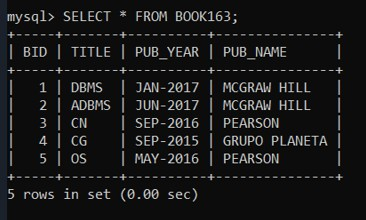 mysql> SELECT * FROM BOOK163;
+-----+-------+----------+---------------+
| BID | TITLE | PUB_YEAR | PUB_NAME      |
+-----+-------+----------+---------------+
|   1 | DBMS  | JAN-2017 | MCGRAW HILL   |
|   2 | ADBMS | JUN-2017 | MCGRAW HILL   |
|   3 | CN    | SEP-2016 | PEARSON       |
|   4 | CG    | SEP-2015 | GRUPO PLANETA |
|   5 | OS    | MAY-2016 | PEARSON       |
+-----+-------+----------+---------------+
5 rows in set (0.00 sec)